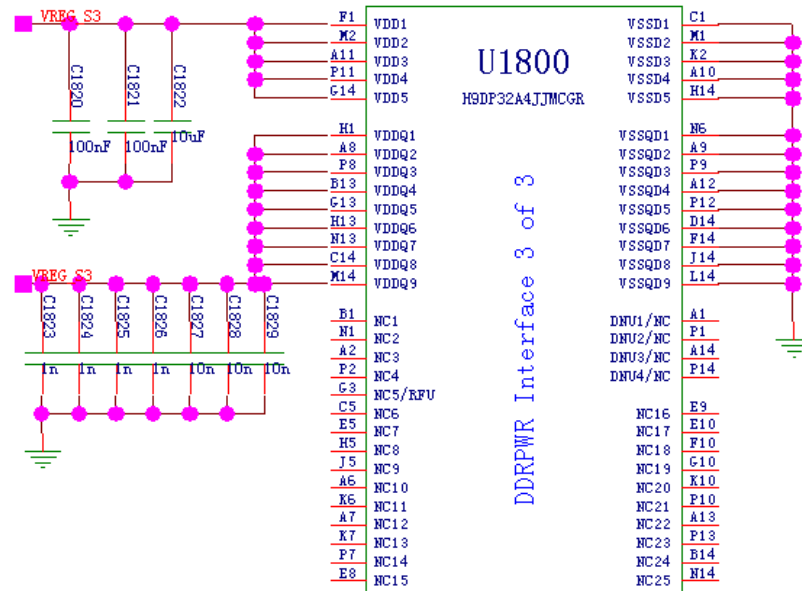 VREG_S3
C1820
C1821
C1822
100nF
100nF
10uF
VREG_S3
C1823
C1824
C1825
C1826
C1827
C1828
C1829
1n
1n
1n
1n
10n
10n
10n
U1800
H9DP32A4JJMCGR
DDRPWR Interface 3 of 3
F1 VDD1
M2 VDD2
A11 VDD3
P11 VDD4
G14 VDD5
H1 VDDQ1
A8 VDDQ2
P8 VDDQ3
B13 VDDQ4
G13 VDDQ5
H13 VDDQ6
N13 VDDQ7
C14 VDDQ8
M14 VDDQ9
B1 NC1
N1 NC2
A2 NC3
P2 NC4
G3 NC5/RFU
C5 NC6
E5 NC7
H5 NC8
J5 NC9
A6 NC10
K6 NC11
A7 NC12
K7 NC13
P7 NC14
E8 NC15
VSSD1 C1
VSSD2 M1
VSSD3 K2
VSSD4 A10
VSSD5 H14
VSSQD1 N6
VSSQD2 A9
VSSQD3 P9
VSSQD4 A12
VSSQD5 P12
VSSQD6 D14
VSSQD7 F14
VSSQD8 J14
VSSQD9 L14
DNU1/NC A1
DNU2/NC P1
DNU3/NC A14
DNU4/NC P14
NC16 E9
NC17 E10
NC18 F10
NC19 G10
NC20 K10
NC21 P10
NC22 A13
NC23 P13
NC24 B14
NC25 N14